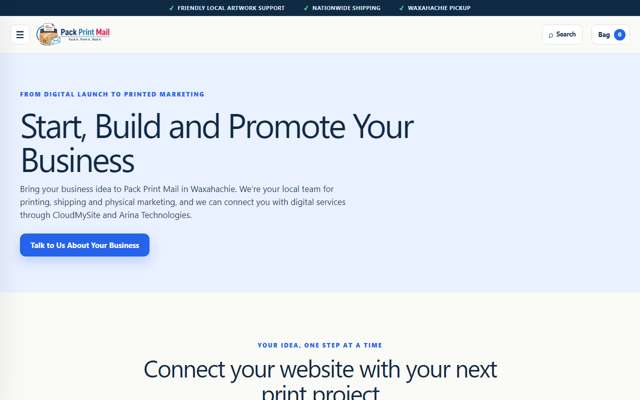 ✓ FRIENDLY LOCAL ARTWORK SUPPORT ✓ NATIONWIDE SHIPPING ✓ WAXAHACHIE PICKUP
☰ Pack Print Mail Search Bag 0
FROM DIGITAL LAUNCH TO PRINTED MARKETING
Start, Build and Promote Your
Business
Bring your business idea to Pack Print Mail in Waxahachie. We're your local team for
printing, shipping and physical marketing, and we can connect you with digital services
through CloudMySite and Arina Technologies.
Talk to Us About Your Business
YOUR IDEA, ONE STEP AT A TIME
Connect your website with your next
print project